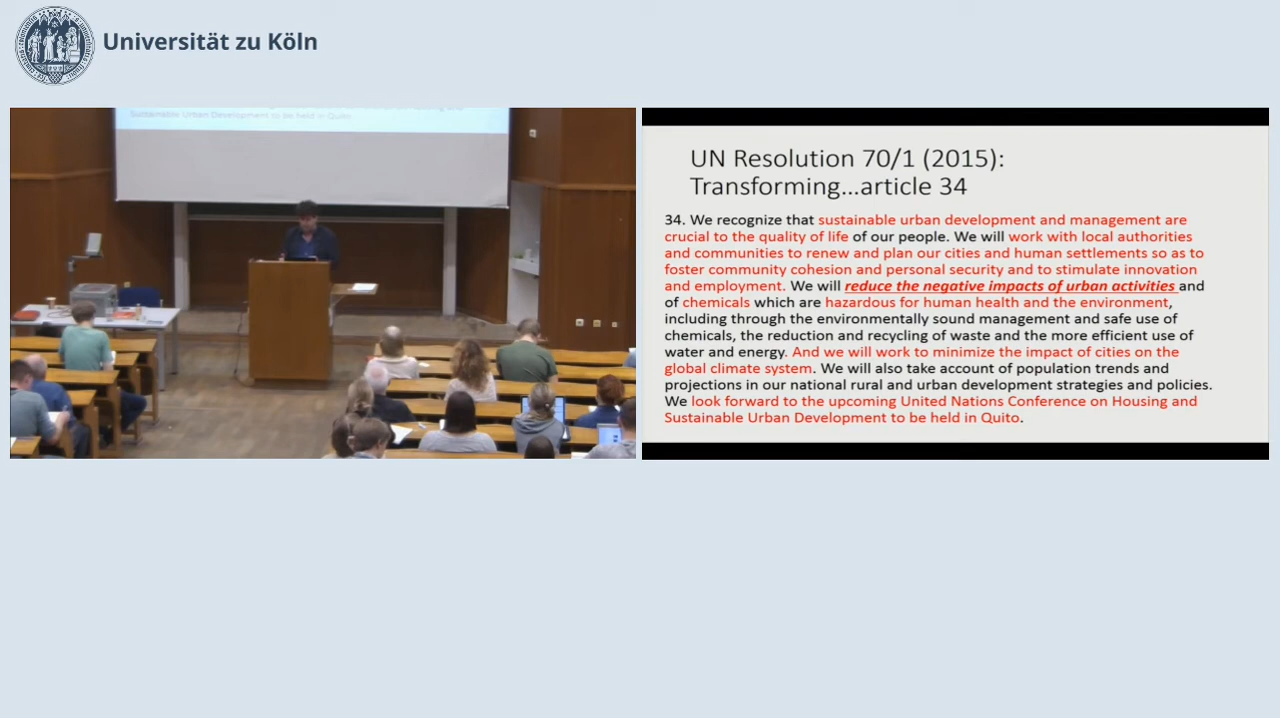 Universität zu Köln
Sustainable Urban Development to be held in Quito.
UN Resolution 70/1 (2015):
Transforming...article 34
34. We recognize that sustainable urban development and management are
crucial to the quality of life of our people. We will work with local authorities
and communities to renew and plan our cities and human settlements so as to
foster community cohesion and personal security and to stimulate innovation
and employment. We will reduce the negative impacts of urban activities and
of chemicals which are hazardous for human health and the environment,
including through the environmentally sound management and safe use of
chemicals, the reduction and recycling of waste and the more efficient use of
water and energy. And we will work to minimize the impact of cities on the
global climate system. We will also take account of population trends and
projections in our national rural and urban development strategies and policies.
We look forward to the upcoming United Nations Conference on Housing and
Sustainable Urban Development to be held in Quito.